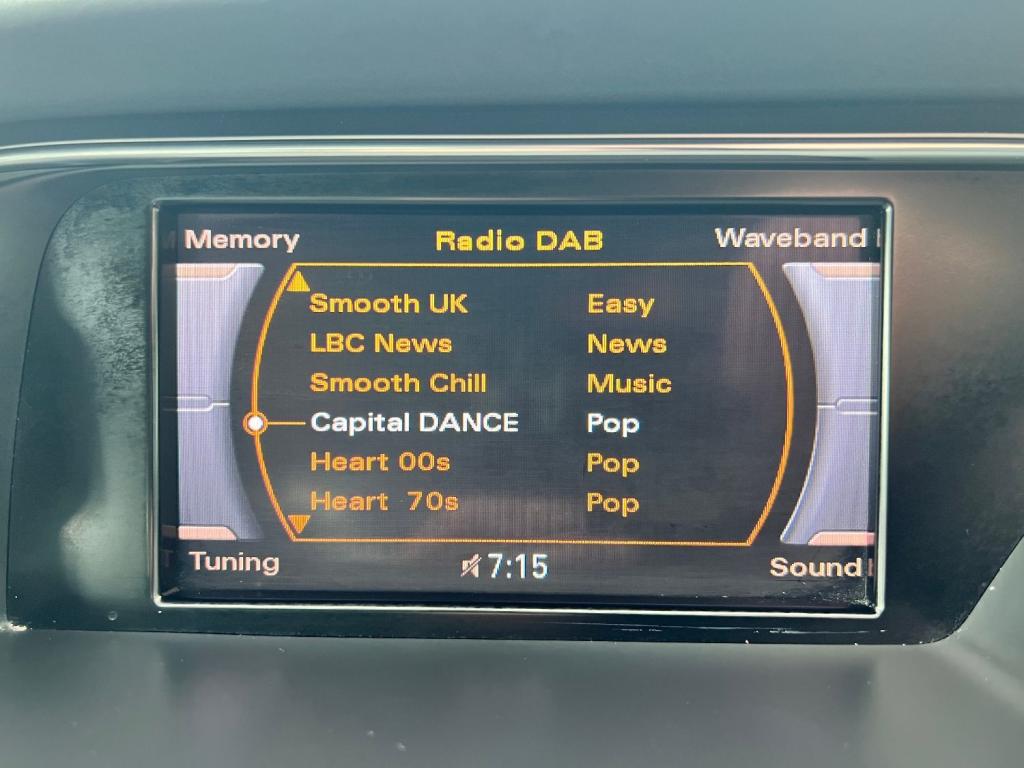 Memory Radio DAB Waveband
Smooth UK Easy
LBC News News
Smooth Chill Music
Capital DANCE Pop
Heart 00s Pop
Heart 70s Pop
Tuning 7:15 Sound